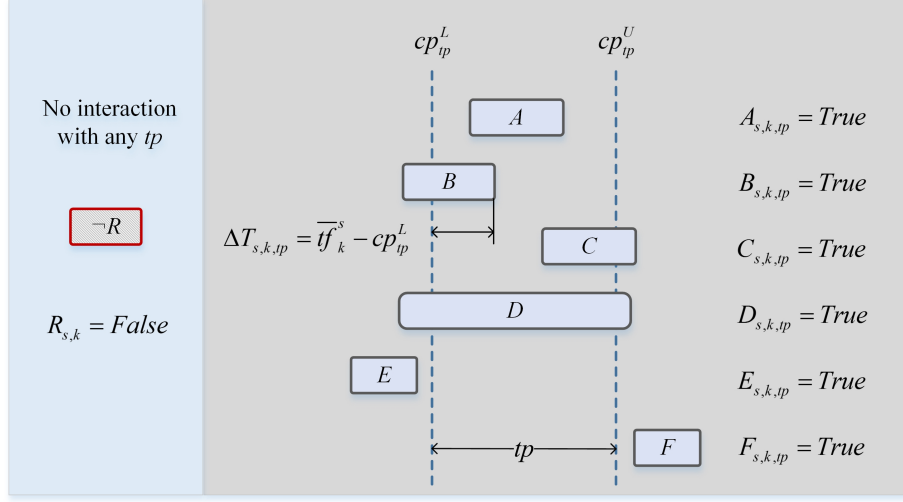 cp_{tp}^{L}
cp_{tp}^{U}
No interaction
with any tp
A
A_{s,k,tp} = True
B
B_{s,k,tp} = True
¬R
ΔT_{s,k,tp} = \overline{tf}_{k}^{s} − cp_{tp}^{L}
C
C_{s,k,tp} = True
R_{s,k} = False
D
D_{s,k,tp} = True
E
E_{s,k,tp} = True
tp
F
F_{s,k,tp} = True